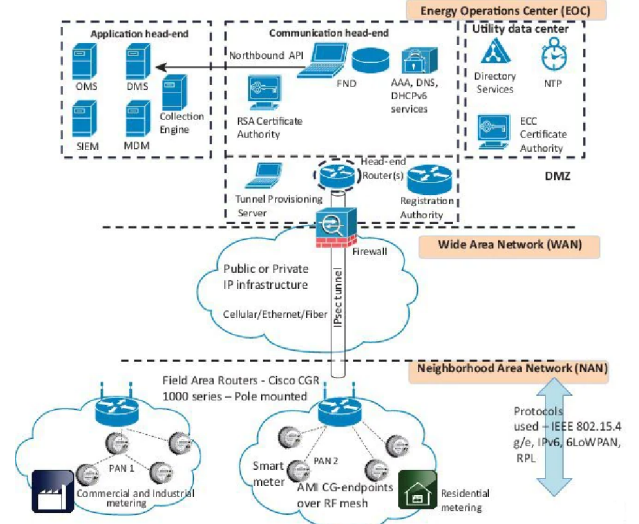 Energy Operations Center (EOC)
Application head-end
Communication head-end
Utility data center
Northbound API
OMS
DMS
Collection
Engine
SIEM
MDM
FND
AAA, DNS,
DHCPv6
services
RSA Certificate
Authority
Directory
Services
NTP
ECC
Certificate
Authority
DMZ
Head-end
Router(s)
Tunnel Provisioning
Server
Registration
Authority
Firewall
Wide Area Network (WAN)
Public or Private
IP infrastructure
Cellular/Ethernet/Fiber
IPsec tunnel
Neighborhood Area Network (NAN)
Field Area Routers - Cisco CGR
1000 series – Pole mounted
Protocols
used – IEEE 802.15.4
g/e, IPv6, 6LoWPAN,
RPL
PAN 1
Commercial and Industrial
metering
Smart
meter
PAN 2
AMI CG-endpoints
over RF mesh
Residential
metering